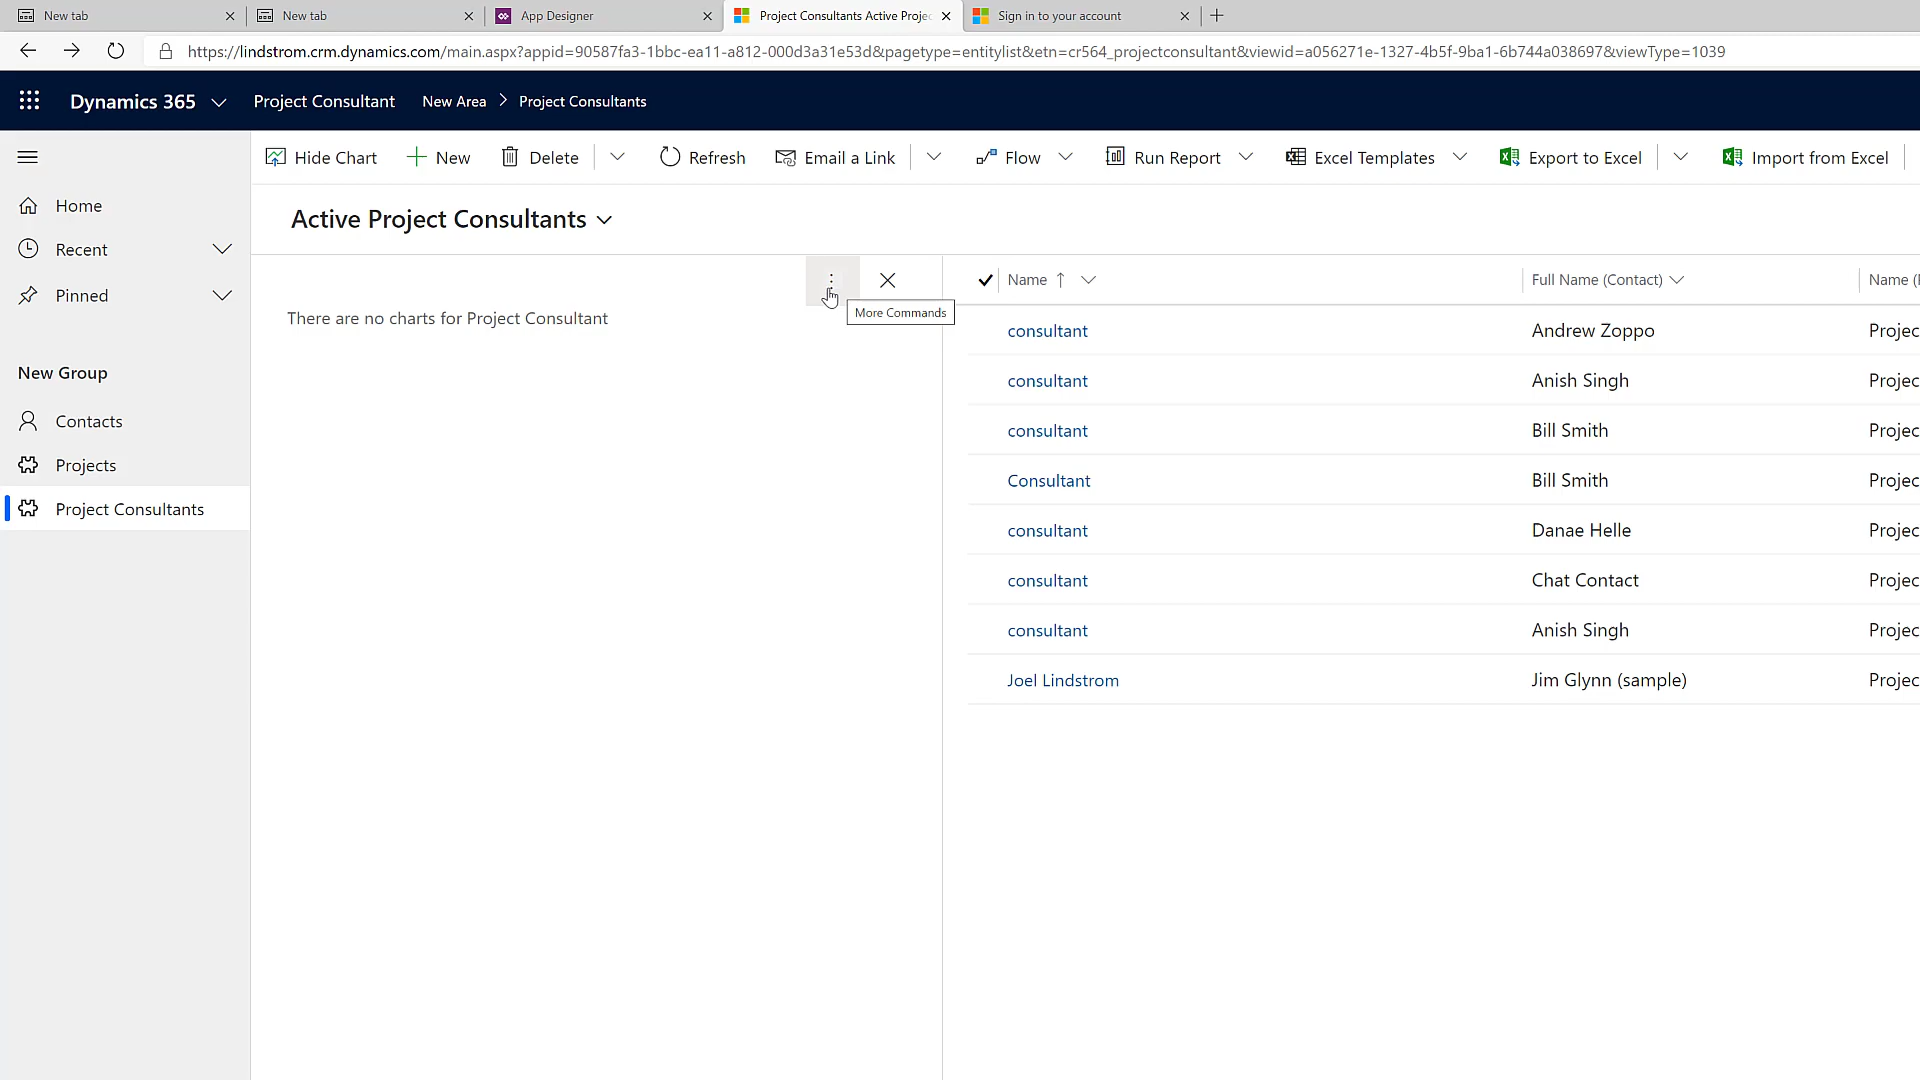 New tab
New tab
App Designer
Project Consultants Active Proje
Sign in to your account
https://lindstrom.crm.dynamics.com/main.aspx?appid=90587fa3-1bbc-ea11-a812-000d3a31e53d&pagetype=entitylist&etn=cr564_projectconsultant&viewid=a056271e-1327-4b5f-9ba1-6b744a038697&viewType=1039
Dynamics 365 Project Consultant New Area > Project Consultants
Hide Chart New Delete Refresh Email a Link Flow Run Report Excel Templates Export to Excel Import from Excel
Home
Recent
Pinned
New Group
Contacts
Projects
Project Consultants
Active Project Consultants
There are no charts for Project Consultant
More Commands
Name ↑ Full Name (Contact) Name (
consultant Andrew Zoppo Projec
consultant Anish Singh Projec
consultant Bill Smith Projec
Consultant Bill Smith Projec
consultant Danae Helle Projec
consultant Chat Contact Projec
consultant Anish Singh Projec
Joel Lindstrom Jim Glynn (sample) Projec